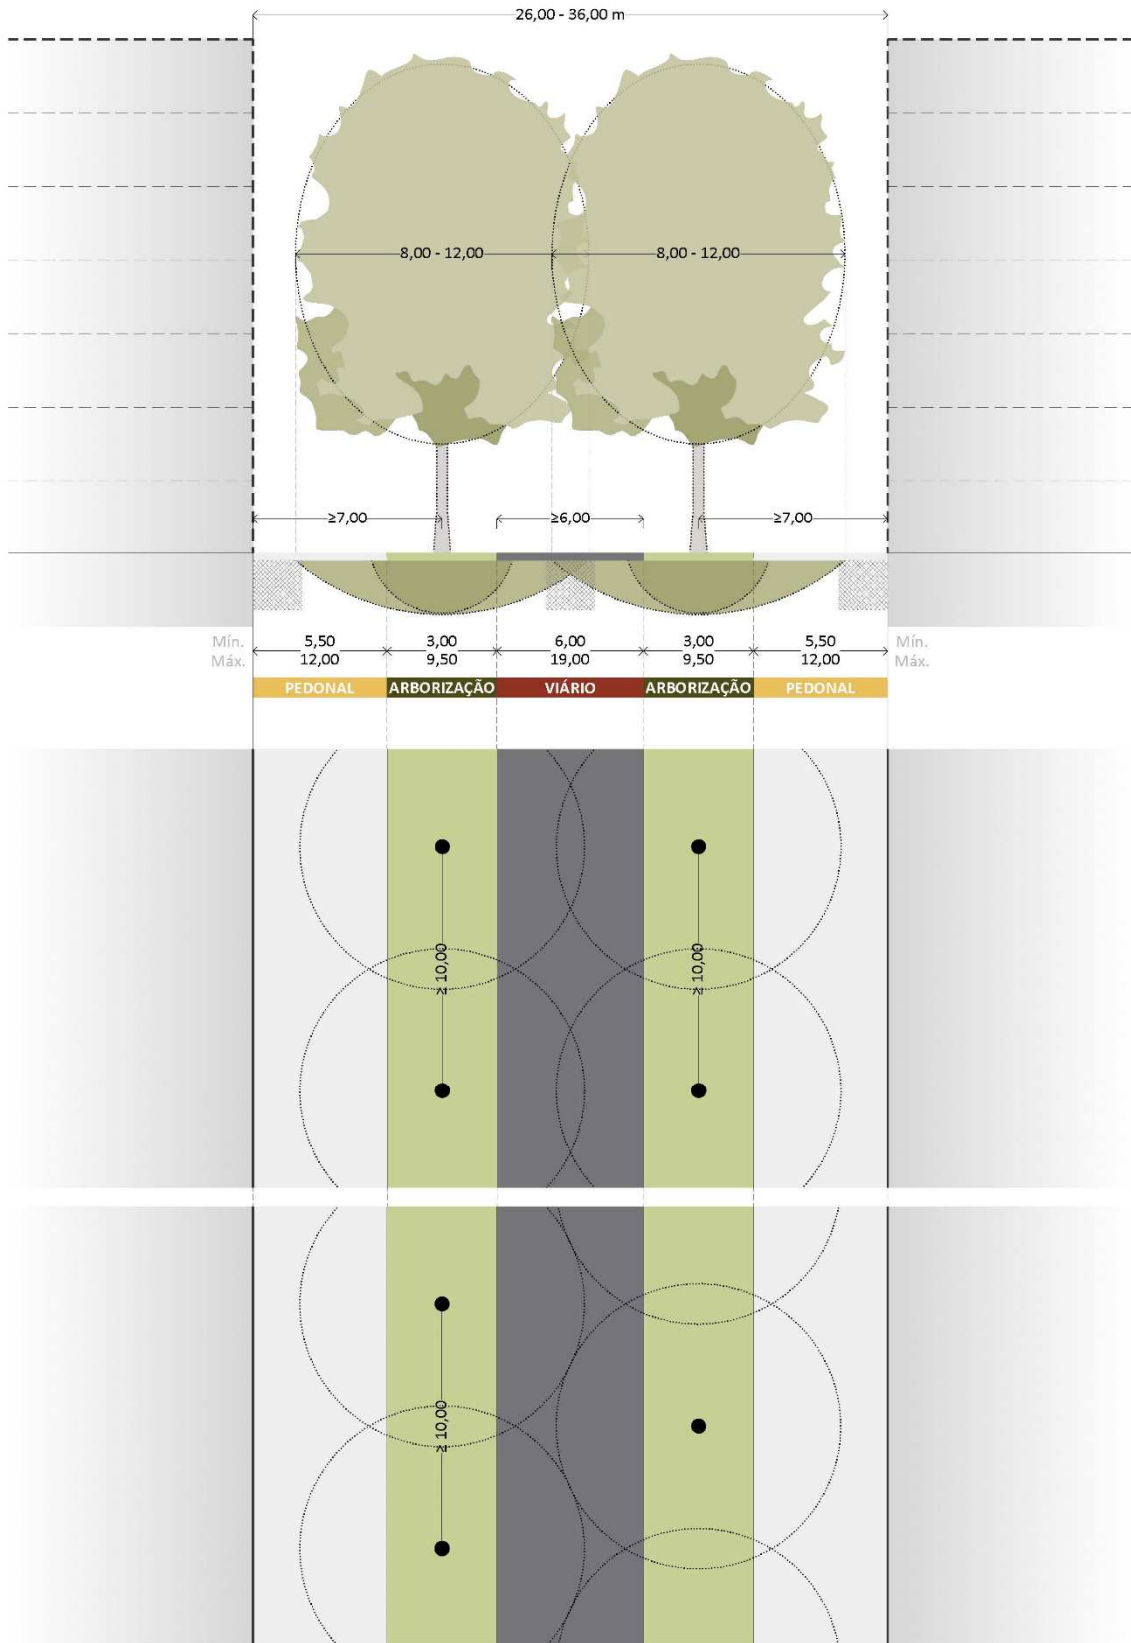 26,00 - 36,00 m
8,00 - 12,00 8,00 - 12,00
≥7,00 ≥6,00 ≥7,00
Mín. 5,50 3,00 6,00 3,00 5,50 Mín.
Máx. 12,00 9,50 19,00 9,50 12,00 Máx.
PEDONAL ARBORIZAÇÃO VIÁRIO ARBORIZAÇÃO PEDONAL
≥ 10,00 ≥ 10,00
≥ 10,00